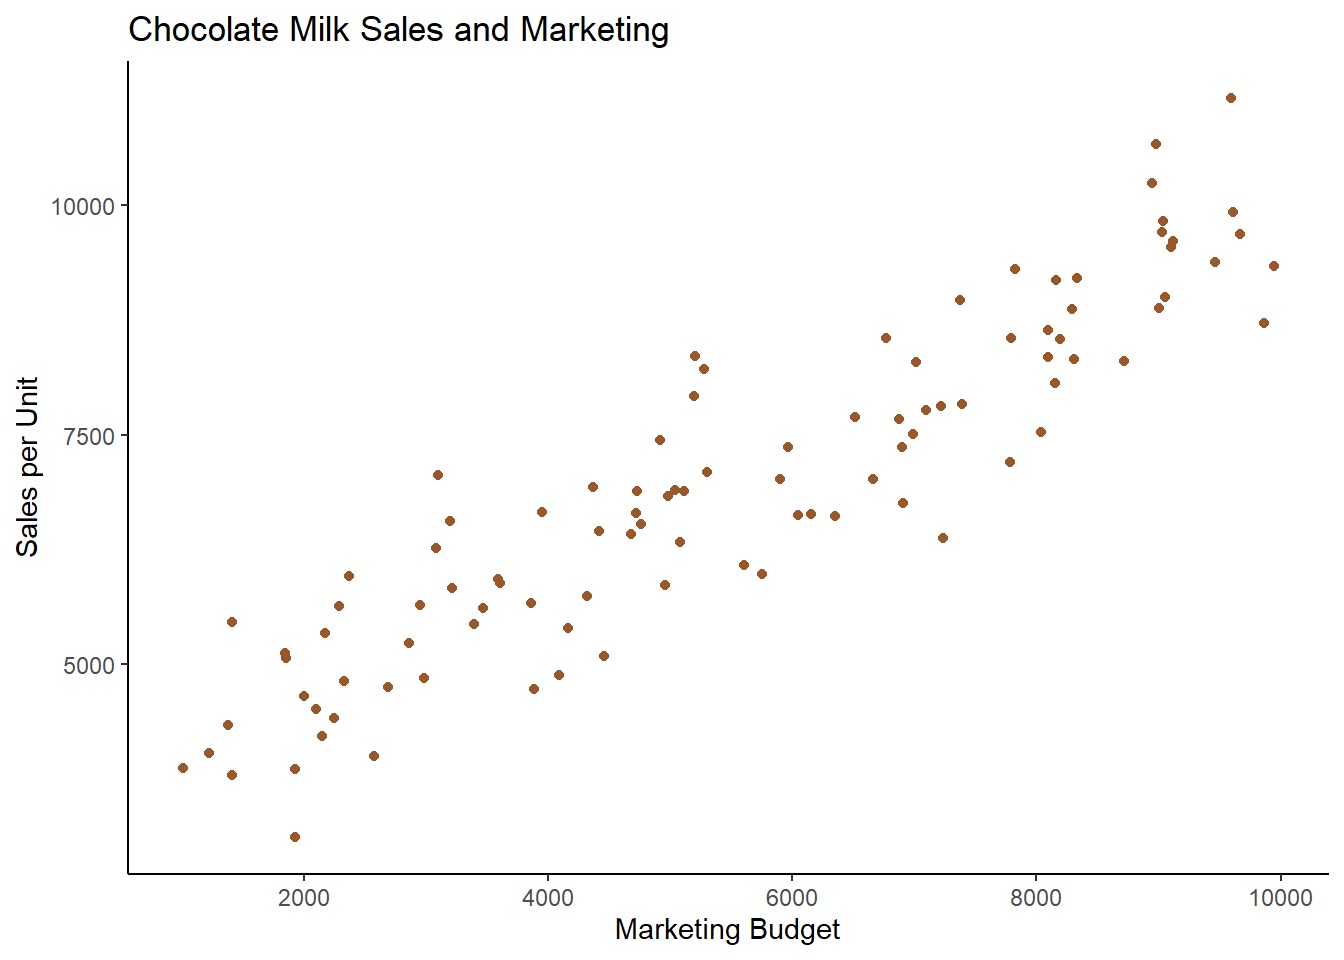 Chocolate Milk Sales and Marketing
10000
7500
5000
Sales per Unit
2000 4000 6000 8000 10000
Marketing Budget